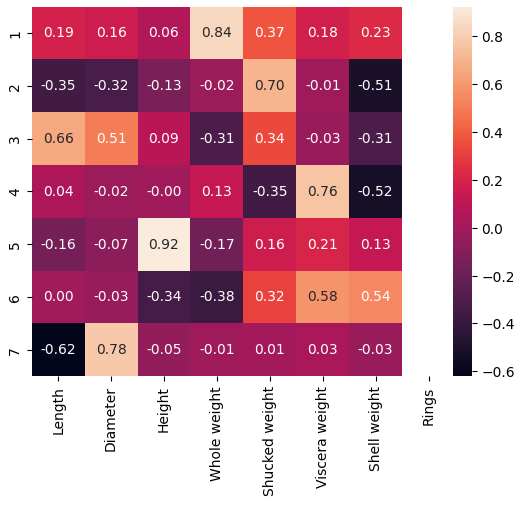 1 0.19 0.16 0.06 0.84 0.37 0.18 0.23
2 -0.35 -0.32 -0.13 -0.02 0.70 -0.01 -0.51
3 0.66 0.51 0.09 -0.31 0.34 -0.03 -0.31
4 0.04 -0.02 -0.00 0.13 -0.35 0.76 -0.52
5 -0.16 -0.07 0.92 -0.17 0.16 0.21 0.13
6 0.00 -0.03 -0.34 -0.38 0.32 0.58 0.54
7 -0.62 0.78 -0.05 -0.01 0.01 0.03 -0.03
Length
Diameter
Height
Whole weight
Shucked weight
Viscera weight
Shell weight
Rings
0.8
0.6
0.4
0.2
0.0
−0.2
−0.4
−0.6